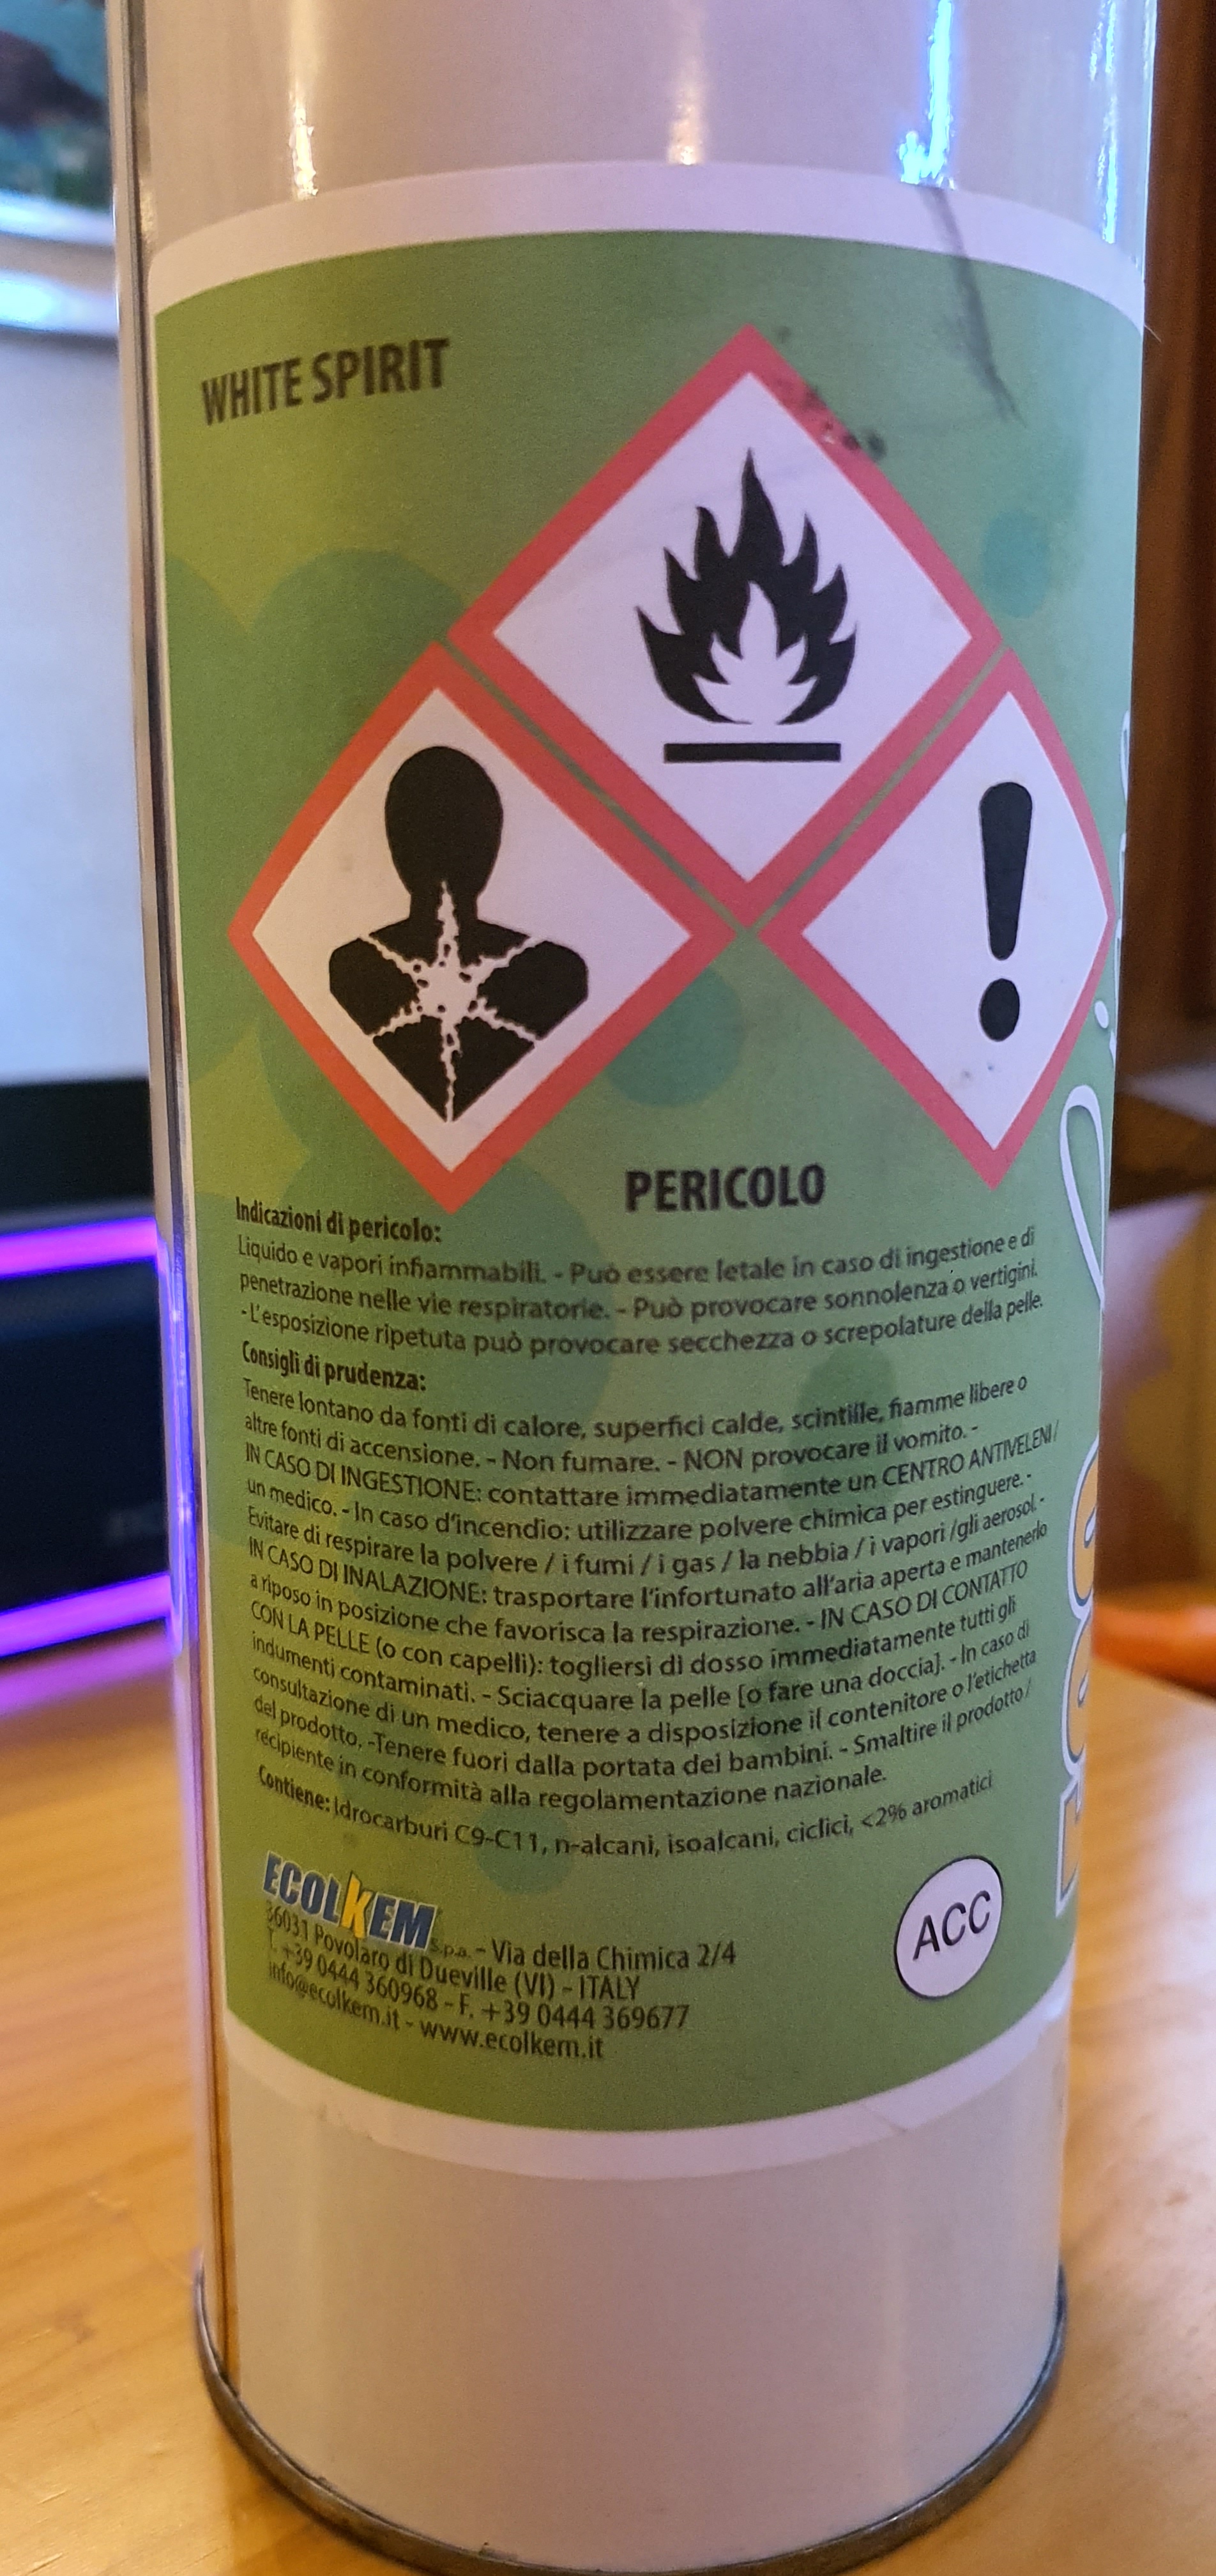 WHITE SPIRIT
PERICOLO
Indicazioni di pericolo:
Liquido e vapori infiammabili. - Può essere letale in caso di ingestione e di
penetrazione nelle vie respiratorie. - Può provocare sonnolenza o vertigini.
- L'esposizione ripetuta può provocare secchezza o screpolature della pelle.
Consigli di prudenza:
Tenere lontano da fonti di calore, superfici calde, scintille, fiamme libere o
altre fonti di accensione. - Non fumare. - NON provocare il vomito. -
IN CASO DI INGESTIONE: contattare immediatamente un CENTRO ANTIVELENI /
un medico. - In caso d'incendio: utilizzare polvere chimica per estinguere. -
Evitare di respirare la polvere / i fumi / i gas / la nebbia / i vapori /gli aerosol. -
IN CASO DI INALAZIONE: trasportare l'infortunato all'aria aperta e mantenerlo
a riposo in posizione che favorisca la respirazione. - IN CASO DI CONTATTO
CON LA PELLE (o con capelli): togliersi di dosso immediatamente tutti gli
indumenti contaminati. - Sciacquare la pelle [o fare una doccia]. - In caso di
consultazione di un medico, tenere a disposizione il contenitore o l'etichetta
del prodotto. -Tenere fuori dalla portata dei bambini. - Smaltire il prodotto /
recipiente in conformità alla regolamentazione nazionale.
Contiene: Idrocarburi C9-C11, n-alcani, isoalcani, ciclici, <2% aromatici
ECOLKEM S.p.a. - Via della Chimica 2/4
36031 Povolaro di Dueville (VI) - ITALY
T. +39 0444 360968 - F. +39 0444 369677
info@ecolkem.it - www.ecolkem.it
ACC